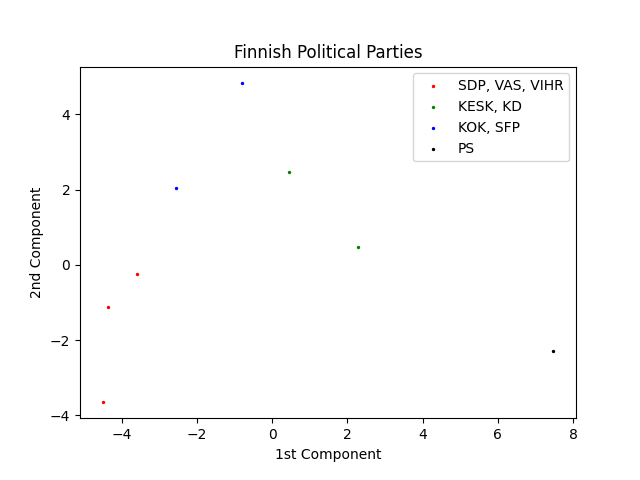 Finnish Political Parties
SDP, VAS, VIHR
KESK, KD
KOK, SFP
PS
2nd Component
4
2
0
−2
−4
−4
−2
0
2
4
6
8
1st Component